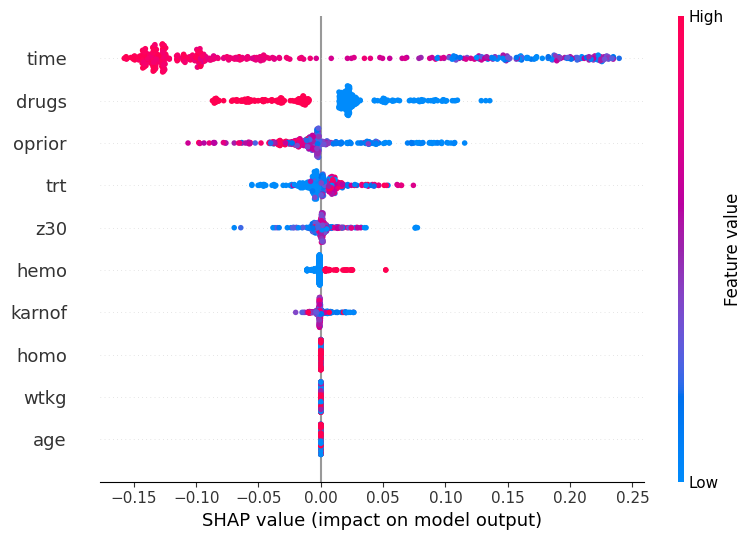 High
time
drugs
oprior
trt
z30
hemo
karnof
homo
wtkg
age
Low
Feature value
−0.15 −0.10 −0.05 0.00 0.05 0.10 0.15 0.20 0.25
SHAP value (impact on model output)